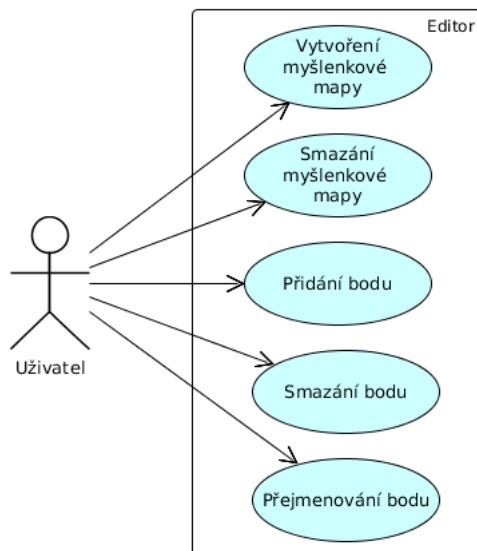 Editor
Vytvoření
myšlenkové
mapy
Smazání
myšlenkové
mapy
Přidání bodu
Uživatel
Smazání bodu
Přejmenování bodu